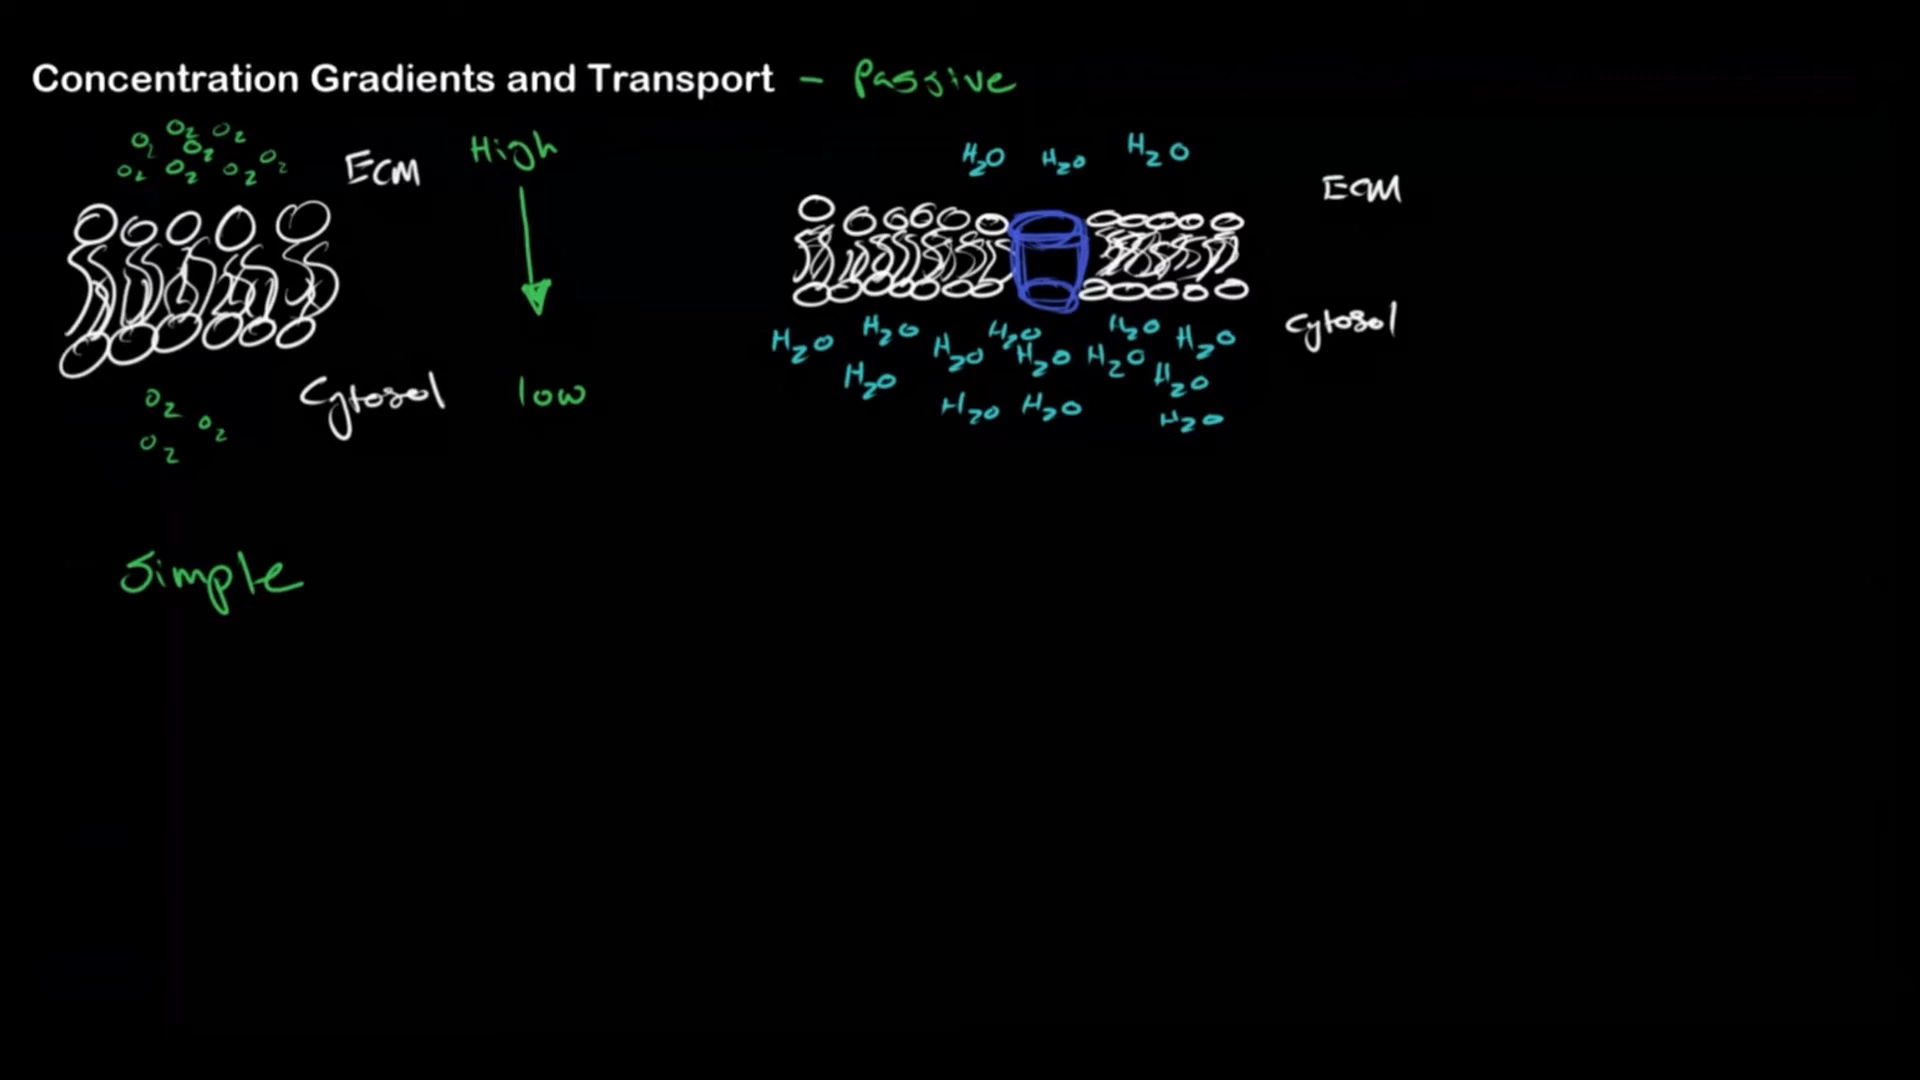 Concentration Gradients and Transport - Passive
O2 O2 O2
O2 O2 O2
O2 O2 O2
ECM
High
H2O H2O H2O
ECM
Cytosol
low
O2
O2
O2
H2O H2O H2O H2O H2O H2O
H2O H2O H2O H2O
H2O H2O H2O
Cytosol
Simple